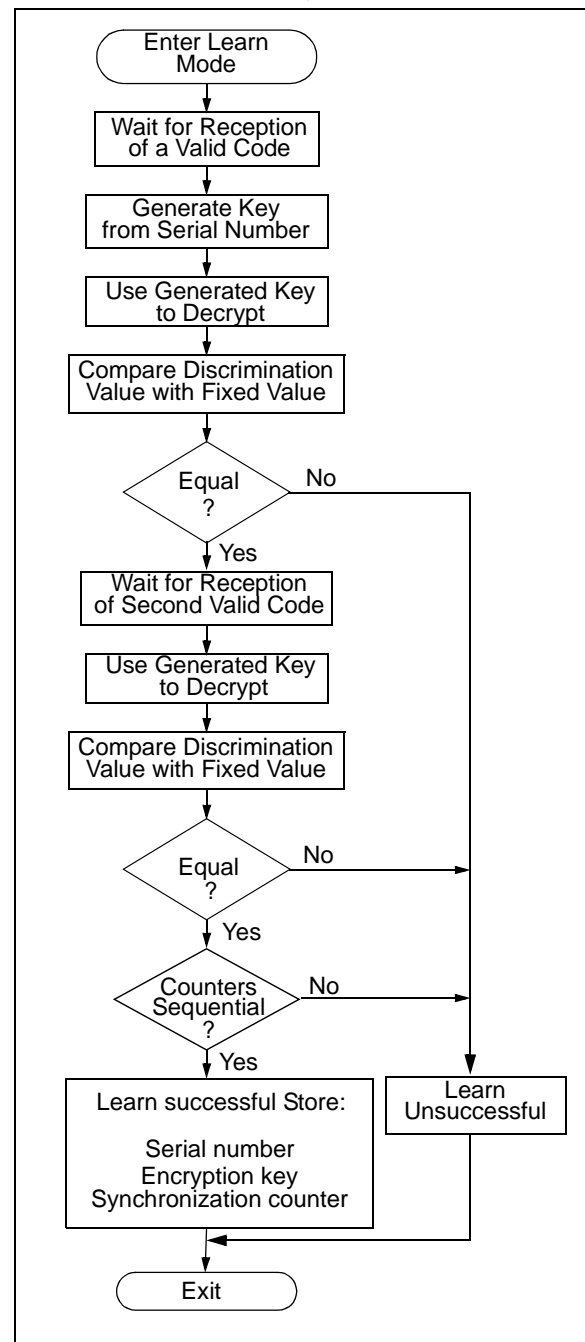 Enter Learn
Mode
Wait for Reception
of a Valid Code
Generate Key
from Serial Number
Use Generated Key
to Decrypt
Compare Discrimination
Value with Fixed Value
Equal
?
No
Yes
Wait for Reception
of Second Valid Code
Use Generated Key
to Decrypt
Compare Discrimination
Value with Fixed Value
Equal
?
No
Yes
Counters
Sequential
?
No
Yes
Learn successful Store:
Serial number
Encryption key
Synchronization counter
Learn
Unsuccessful
Exit